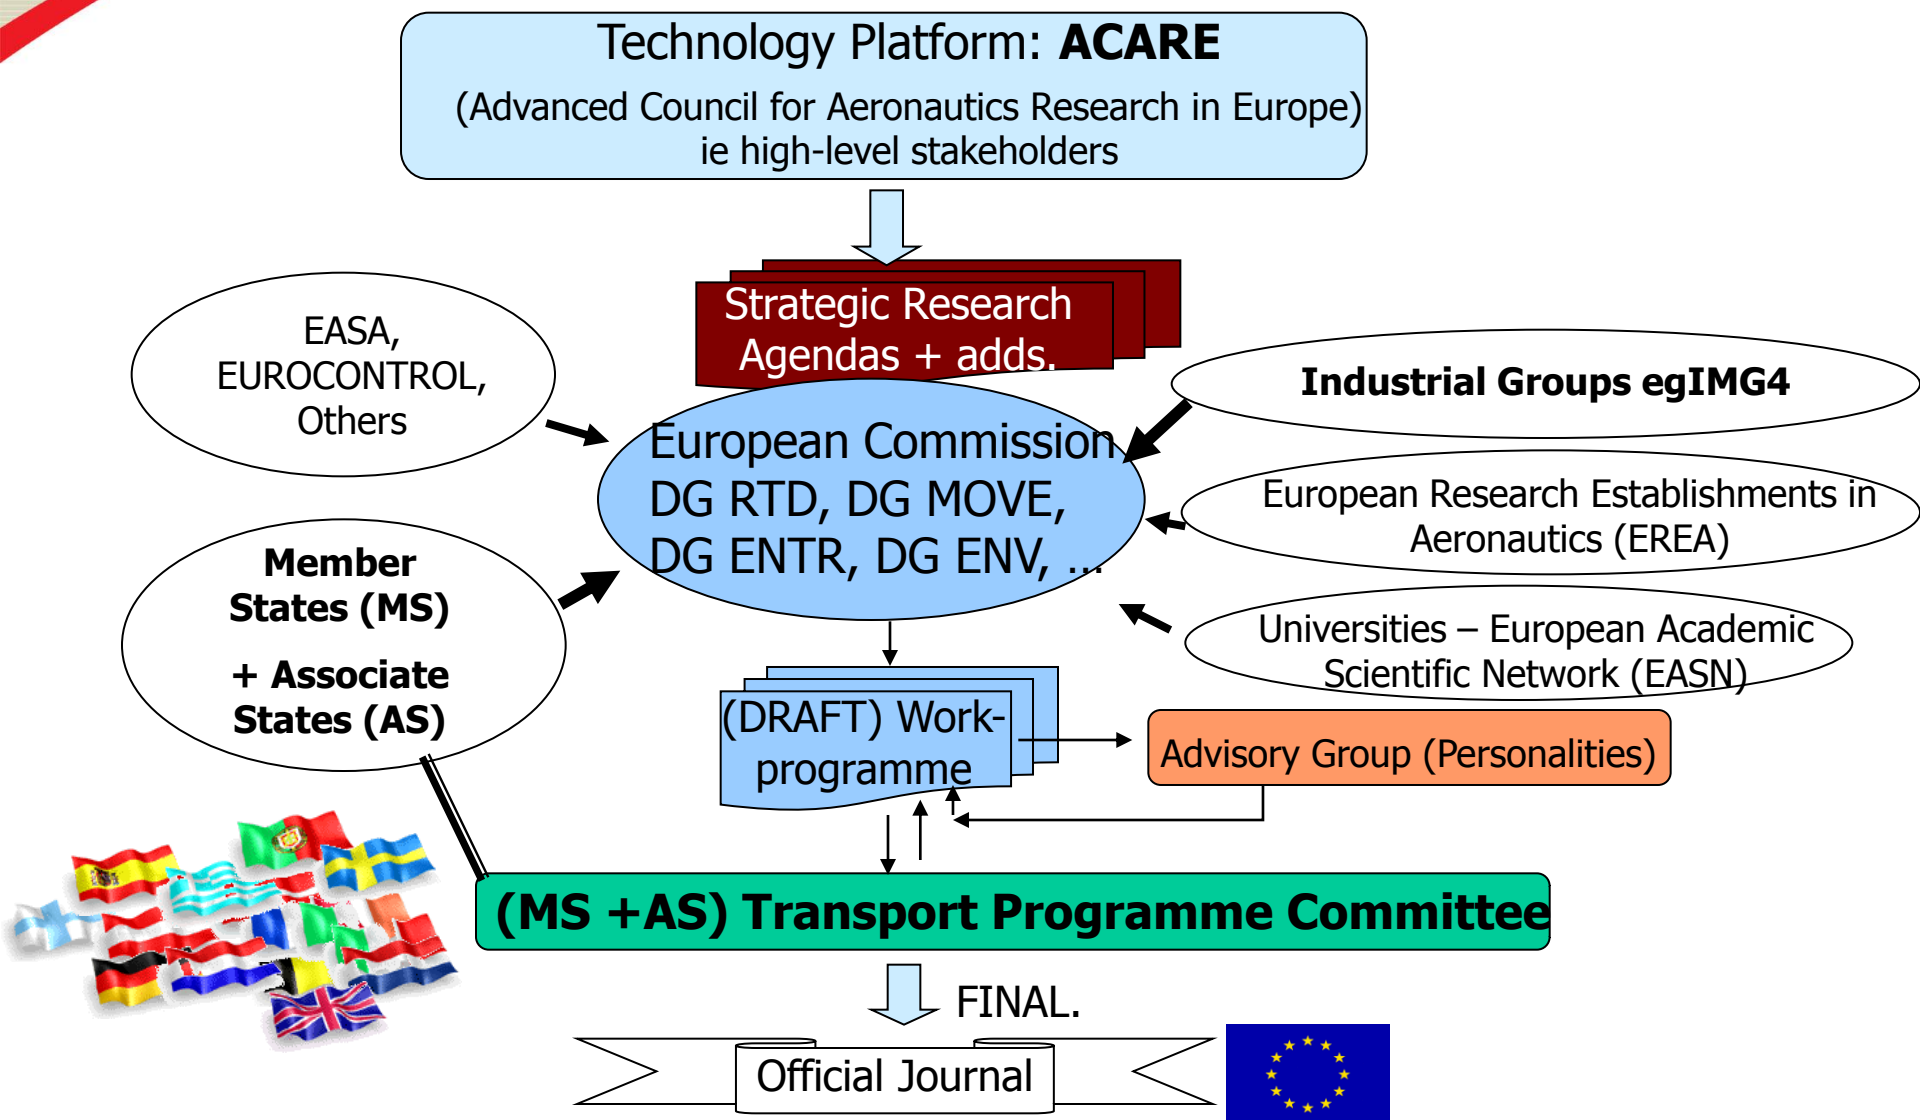 Technology Platform: ACARE
(Advanced Council for Aeronautics Research in Europe)
ie high-level stakeholders
Strategic Research
Agendas + adds.
EASA,
EUROCONTROL,
Others
Industrial Groups egIMG4
European Commission
DG RTD, DG MOVE,
DG ENTR, DG ENV, ...
European Research Establishments in
Aeronautics (EREA)
Member
States (MS)
+ Associate
States (AS)
Universities – European Academic
Scientific Network (EASN)
(DRAFT) Work-
programme
Advisory Group (Personalities)
(MS +AS) Transport Programme Committee
FINAL.
Official Journal